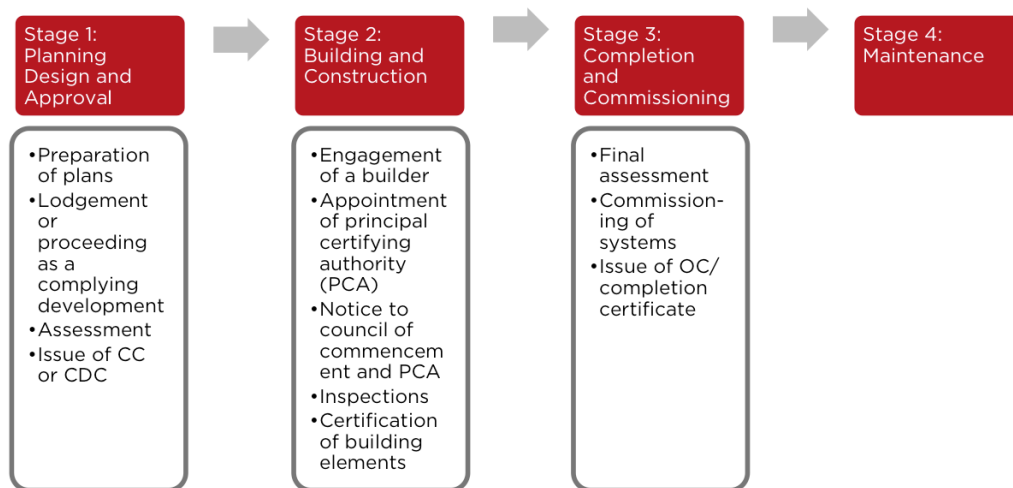 Stage 1:
Planning
Design and
Approval
•Preparation
of plans
•Lodgement
or
proceeding
as a
complying
development
•Assessment
•Issue of CC
or CDC
Stage 2:
Building and
Construction
•Engagement
of a builder
•Appointment
of principal
certifying
authority
(PCA)
•Notice to
council of
commencem
ent and PCA
•Inspections
•Certification
of building
elements
Stage 3:
Completion
and
Commissioning
•Final
assessment
•Commission-
ing of
systems
•Issue of OC/
completion
certificate
Stage 4:
Maintenance